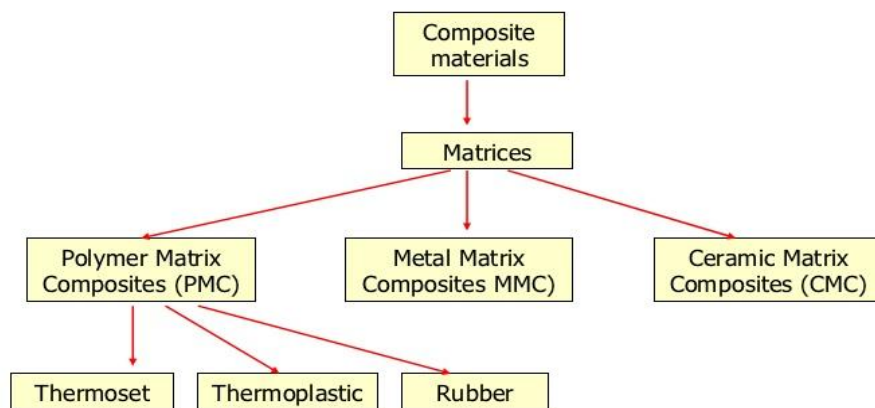 Composite
materials
Matrices
Polymer Matrix
Composites (PMC)
Metal Matrix
Composites MMC)
Ceramic Matrix
Composites (CMC)
Thermoset
Thermoplastic
Rubber